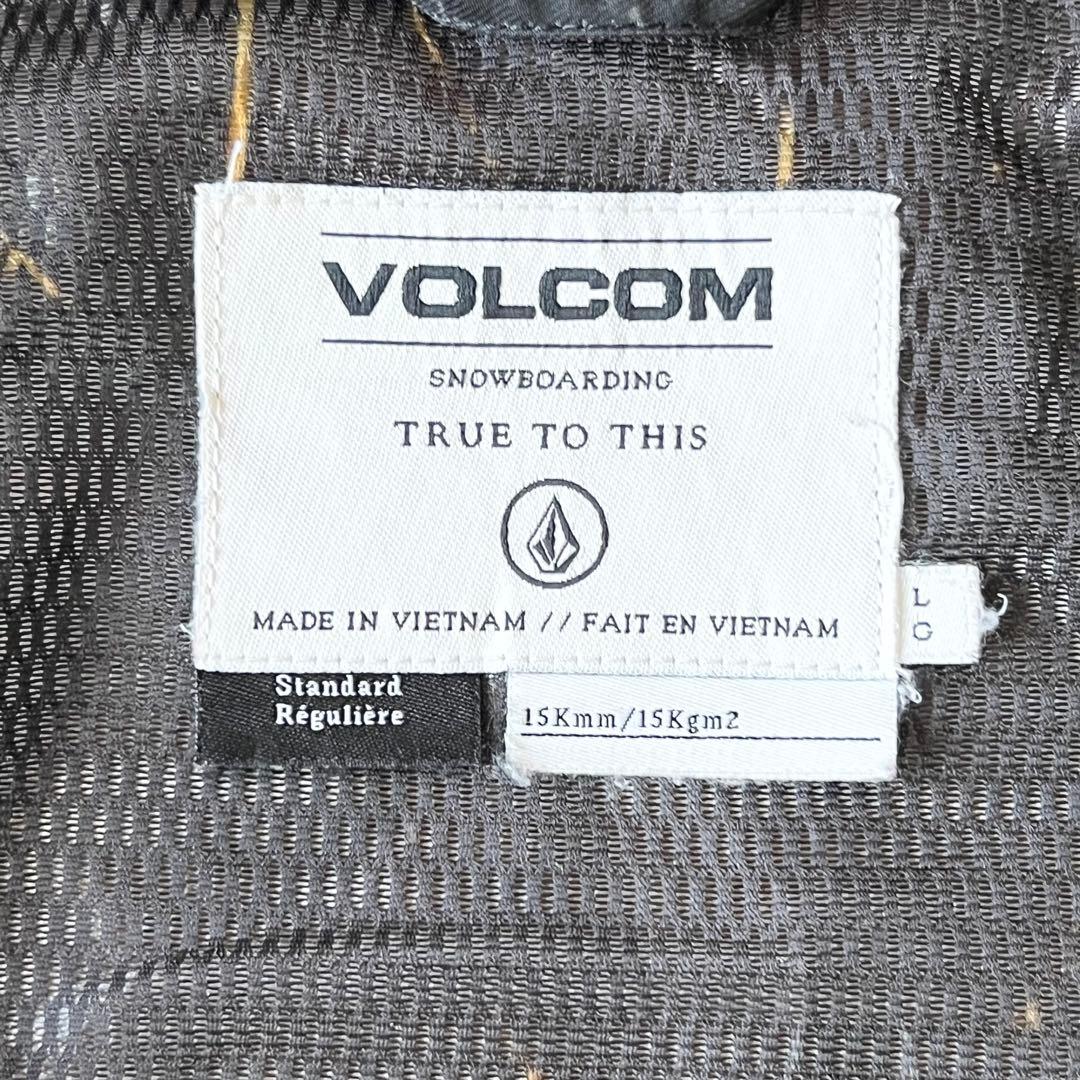 VOLCOM
SNOWBOARDING
TRUE TO THIS
MADE IN VIETNAM // FAIT EN VIETNAM
L
G
Standard
Régulière
15Kmm/15Kgm2